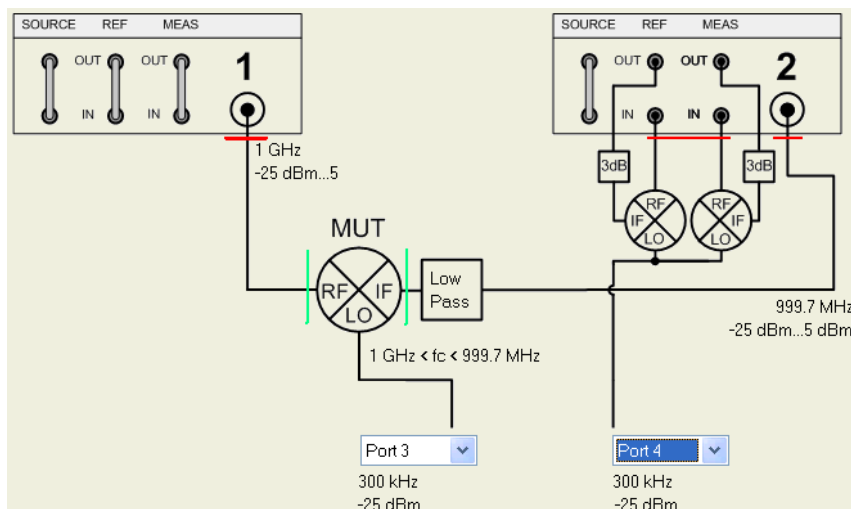 SOURCE REF MEAS
OUT OUT
1
IN IN
SOURCE REF MEAS
OUT OUT
2
IN IN
1 GHz
-25 dBm...5
3dB 3dB
RF RF
IF IF
LO LO
MUT
RF IF
LO
Low
Pass
999.7 MHz
-25 dBm...5 dBm
1 GHz < fc < 999.7 MHz
Port 3
300 kHz
-25 dBm
Port 4
300 kHz
-25 dBm